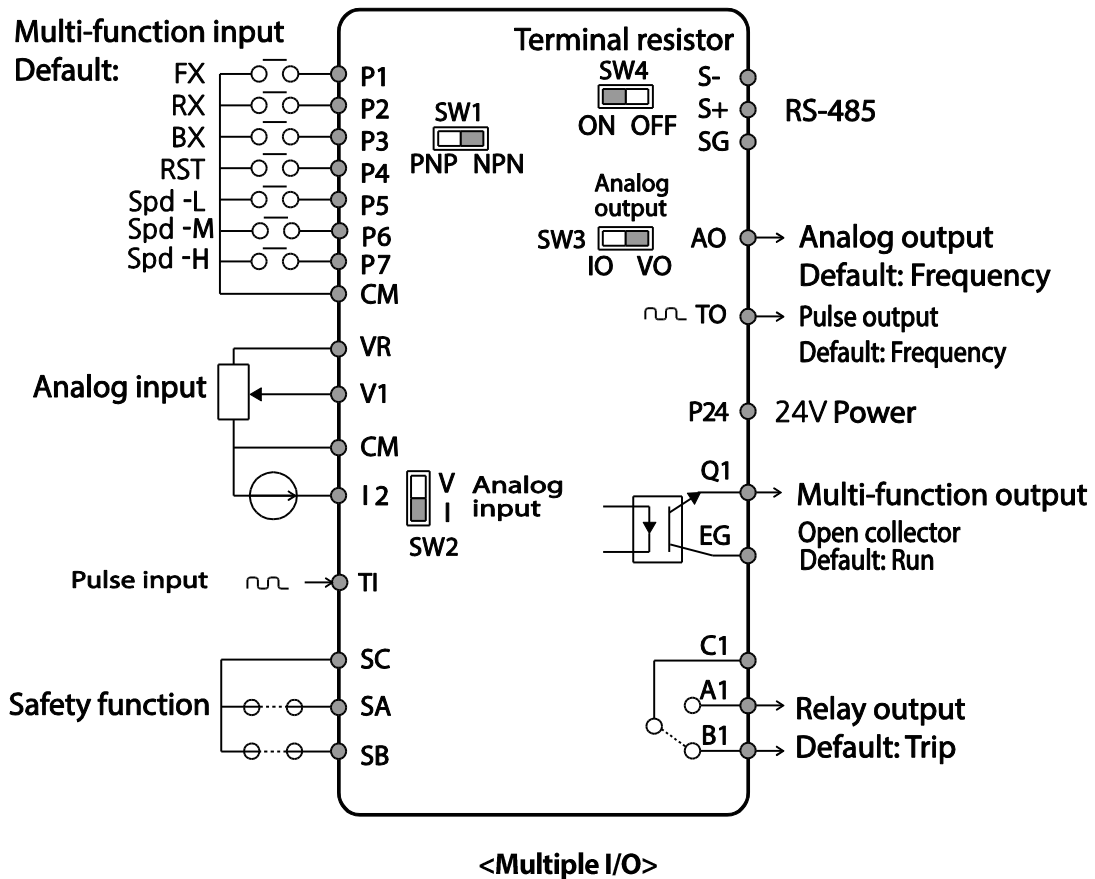 Multi-function input
Default:
FX
P1
RX
P2
BX
P3
RST
P4
Spd -L
P5
Spd -M
P6
Spd -H
P7
CM
SW1
PNP NPN
Terminal resistor
SW4
ON OFF
S-
S+
SG
RS-485
Analog
output
SW3
IO VO
AO
Analog output
Default: Frequency
TO
Pulse output
Default: Frequency
P24
24V Power
Analog input
VR
V1
CM
I 2
V
I
SW2
Analog
input
Q1
EG
Multi-function output
Open collector
Default: Run
Pulse input
TI
Safety function
SC
SA
SB
C1
A1
B1
Relay output
Default: Trip
<Multiple I/O>